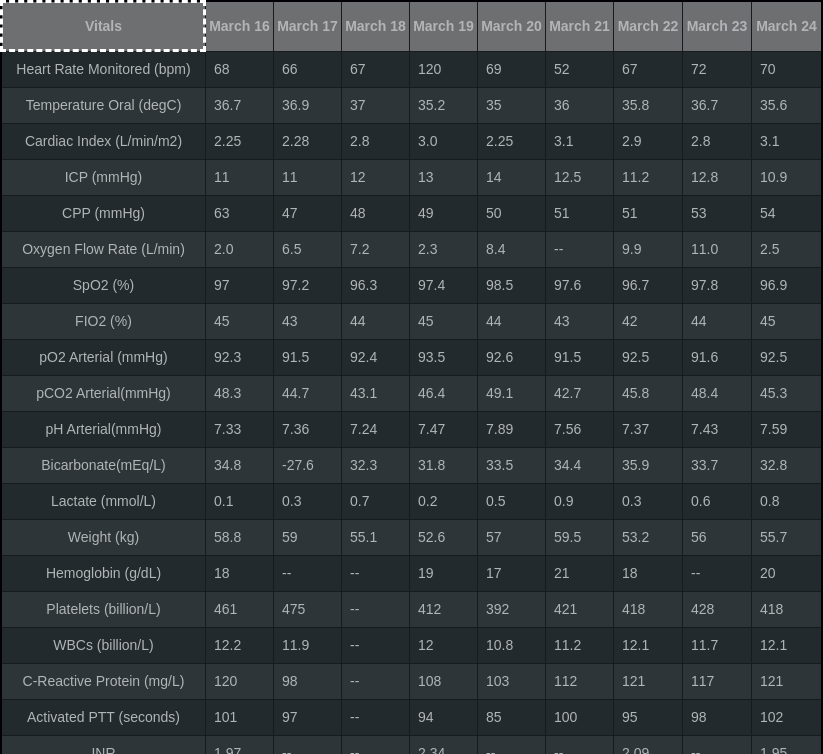 Vitals March 16 March 17 March 18 March 19 March 20 March 21 March 22 March 23 March 24
Heart Rate Monitored (bpm) 68 66 67 120 69 52 67 72 70
Temperature Oral (degC) 36.7 36.9 37 35.2 35 36 35.8 36.7 35.6
Cardiac Index (L/min/m2) 2.25 2.28 2.8 3.0 2.25 3.1 2.9 2.8 3.1
ICP (mmHg) 11 11 12 13 14 12.5 11.2 12.8 10.9
CPP (mmHg) 63 47 48 49 50 51 51 53 54
Oxygen Flow Rate (L/min) 2.0 6.5 7.2 2.3 8.4 -- 9.9 11.0 2.5
SpO2 (%) 97 97.2 96.3 97.4 98.5 97.6 96.7 97.8 96.9
FIO2 (%) 45 43 44 45 44 43 42 44 45
pO2 Arterial (mmHg) 92.3 91.5 92.4 93.5 92.6 91.5 92.5 91.6 92.5
pCO2 Arterial(mmHg) 48.3 44.7 43.1 46.4 49.1 42.7 45.8 48.4 45.3
pH Arterial(mmHg) 7.33 7.36 7.24 7.47 7.89 7.56 7.37 7.43 7.59
Bicarbonate(mEq/L) 34.8 -27.6 32.3 31.8 33.5 34.4 35.9 33.7 32.8
Lactate (mmol/L) 0.1 0.3 0.7 0.2 0.5 0.9 0.3 0.6 0.8
Weight (kg) 58.8 59 55.1 52.6 57 59.5 53.2 56 55.7
Hemoglobin (g/dL) 18 -- -- 19 17 21 18 -- 20
Platelets (billion/L) 461 475 -- 412 392 421 418 428 418
WBCs (billion/L) 12.2 11.9 -- 12 10.8 11.2 12.1 11.7 12.1
C-Reactive Protein (mg/L) 120 98 -- 108 103 112 121 117 121
Activated PTT (seconds) 101 97 -- 94 85 100 95 98 102
INR 1.97 -- -- 2.34 -- -- 2.09 -- 1.95